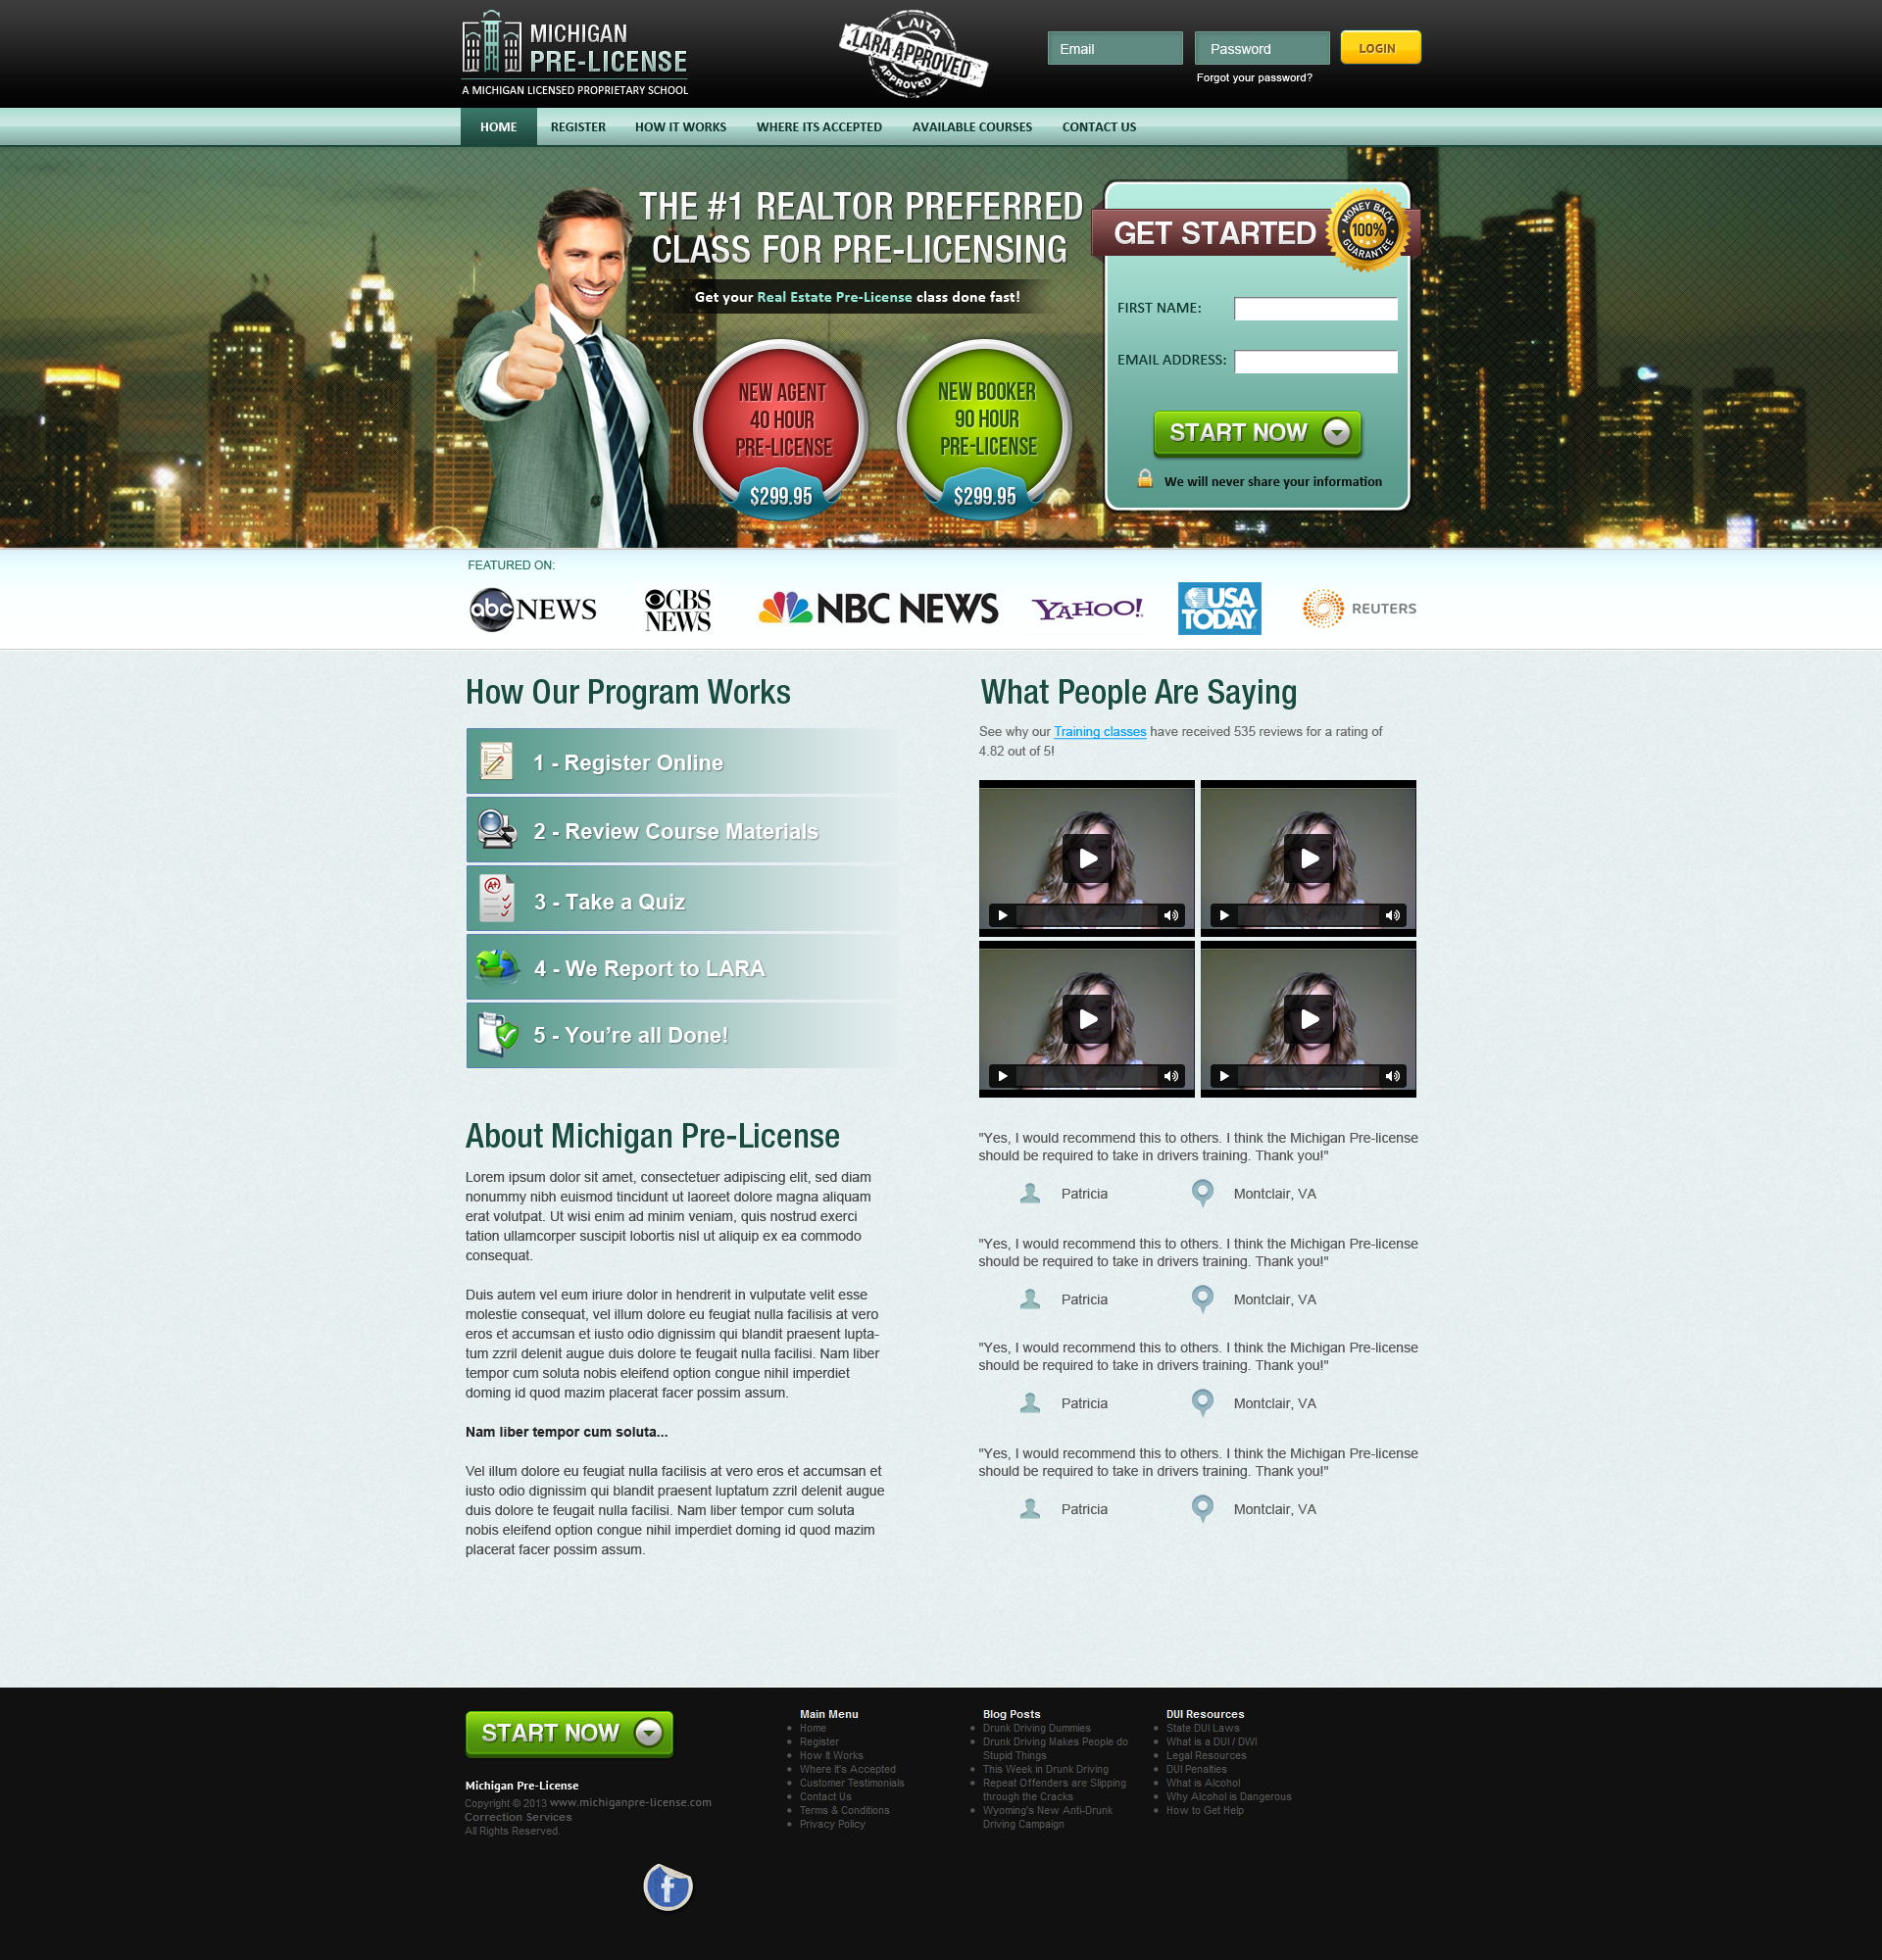 MICHIGAN
PRE-LICENSE
A MICHIGAN LICENSED PROPRIETARY SCHOOL
LARA
.LARA APPROVED
APPROVED
Email
Password
LOGIN
Forgot your password?
HOME
REGISTER
HOW IT WORKS
WHERE ITS ACCEPTED
AVAILABLE COURSES
CONTACT US
THE #1 REALTOR PREFERRED
CLASS FOR PRE-LICENSING
Get your Real Estate Pre-License class done fast!
NEW AGENT
40 HOUR
PRE-LICENSE
$299.95
NEW BOOKER
90 HOUR
PRE-LICENSE
$299.95
GET STARTED
MONEY BACK
100%
GUARANTEE
FIRST NAME:
EMAIL ADDRESS:
START NOW
We will never share your information
FEATURED ON:
abc NEWS
CBS
NEWS
NBC NEWS
YAHOO!
USA
TODAY
REUTERS
How Our Program Works
1 - Register Online
2 - Review Course Materials
A+
3 - Take a Quiz
4 - We Report to LARA
5 - You're all Done!
About Michigan Pre-License
Lorem ipsum dolor sit amet, consectetuer adipiscing elit, sed diam
nonummy nibh euismod tincidunt ut laoreet dolore magna aliquam
erat volutpat. Ut wisi enim ad minim veniam, quis nostrud exerci
tation ullamcorper suscipit lobortis nisl ut aliquip ex ea commodo
consequat.
Duis autem vel eum iriure dolor in hendrerit in vulputate velit esse
molestie consequat, vel illum dolore eu feugiat nulla facilisis at vero
eros et accumsan et iusto odio dignissim qui blandit praesent lupta-
tum zzril delenit augue duis dolore te feugait nulla facilisi. Nam liber
tempor cum soluta nobis eleifend option congue nihil imperdiet
doming id quod mazim placerat facer possim assum.
Nam liber tempor cum soluta...
Vel illum dolore eu feugiat nulla facilisis at vero eros et accumsan et
iusto odio dignissim qui blandit praesent luptatum zzril delenit augue
duis dolore te feugait nulla facilisi. Nam liber tempor cum soluta
nobis eleifend option congue nihil imperdiet doming id quod mazim
placerat facer possim assum.
What People Are Saying
See why our Training classes have received 535 reviews for a rating of
4.82 out of 5!
"Yes, I would recommend this to others. I think the Michigan Pre-license
should be required to take in drivers training. Thank you!"
Patricia
Montclair, VA
"Yes, I would recommend this to others. I think the Michigan Pre-license
should be required to take in drivers training. Thank you!"
Patricia
Montclair, VA
"Yes, I would recommend this to others. I think the Michigan Pre-license
should be required to take in drivers training. Thank you!"
Patricia
Montclair, VA
"Yes, I would recommend this to others. I think the Michigan Pre-license
should be required to take in drivers training. Thank you!"
Patricia
Montclair, VA
START NOW
Michigan Pre-License
Copyright © 2013 www.michiganpre-license.com
Correction Services
All Rights Reserved.
f
Main Menu
Home
Register
How It Works
Where It's Accepted
Customer Testimonials
Contact Us
Terms & Conditions
Privacy Policy
Blog Posts
Drunk Driving Dummies
Drunk Driving Makes People do
Stupid Things
This Week in Drunk Driving
Repeat Offenders are Slipping
through the Cracks
Wyoming's New Anti-Drunk
Driving Campaign
DUI Resources
State DUI Laws
What is a DUI / DWI
Legal Resources
DUI Penalties
What is Alcohol
Why Alcohol is Dangerous
How to Get Help